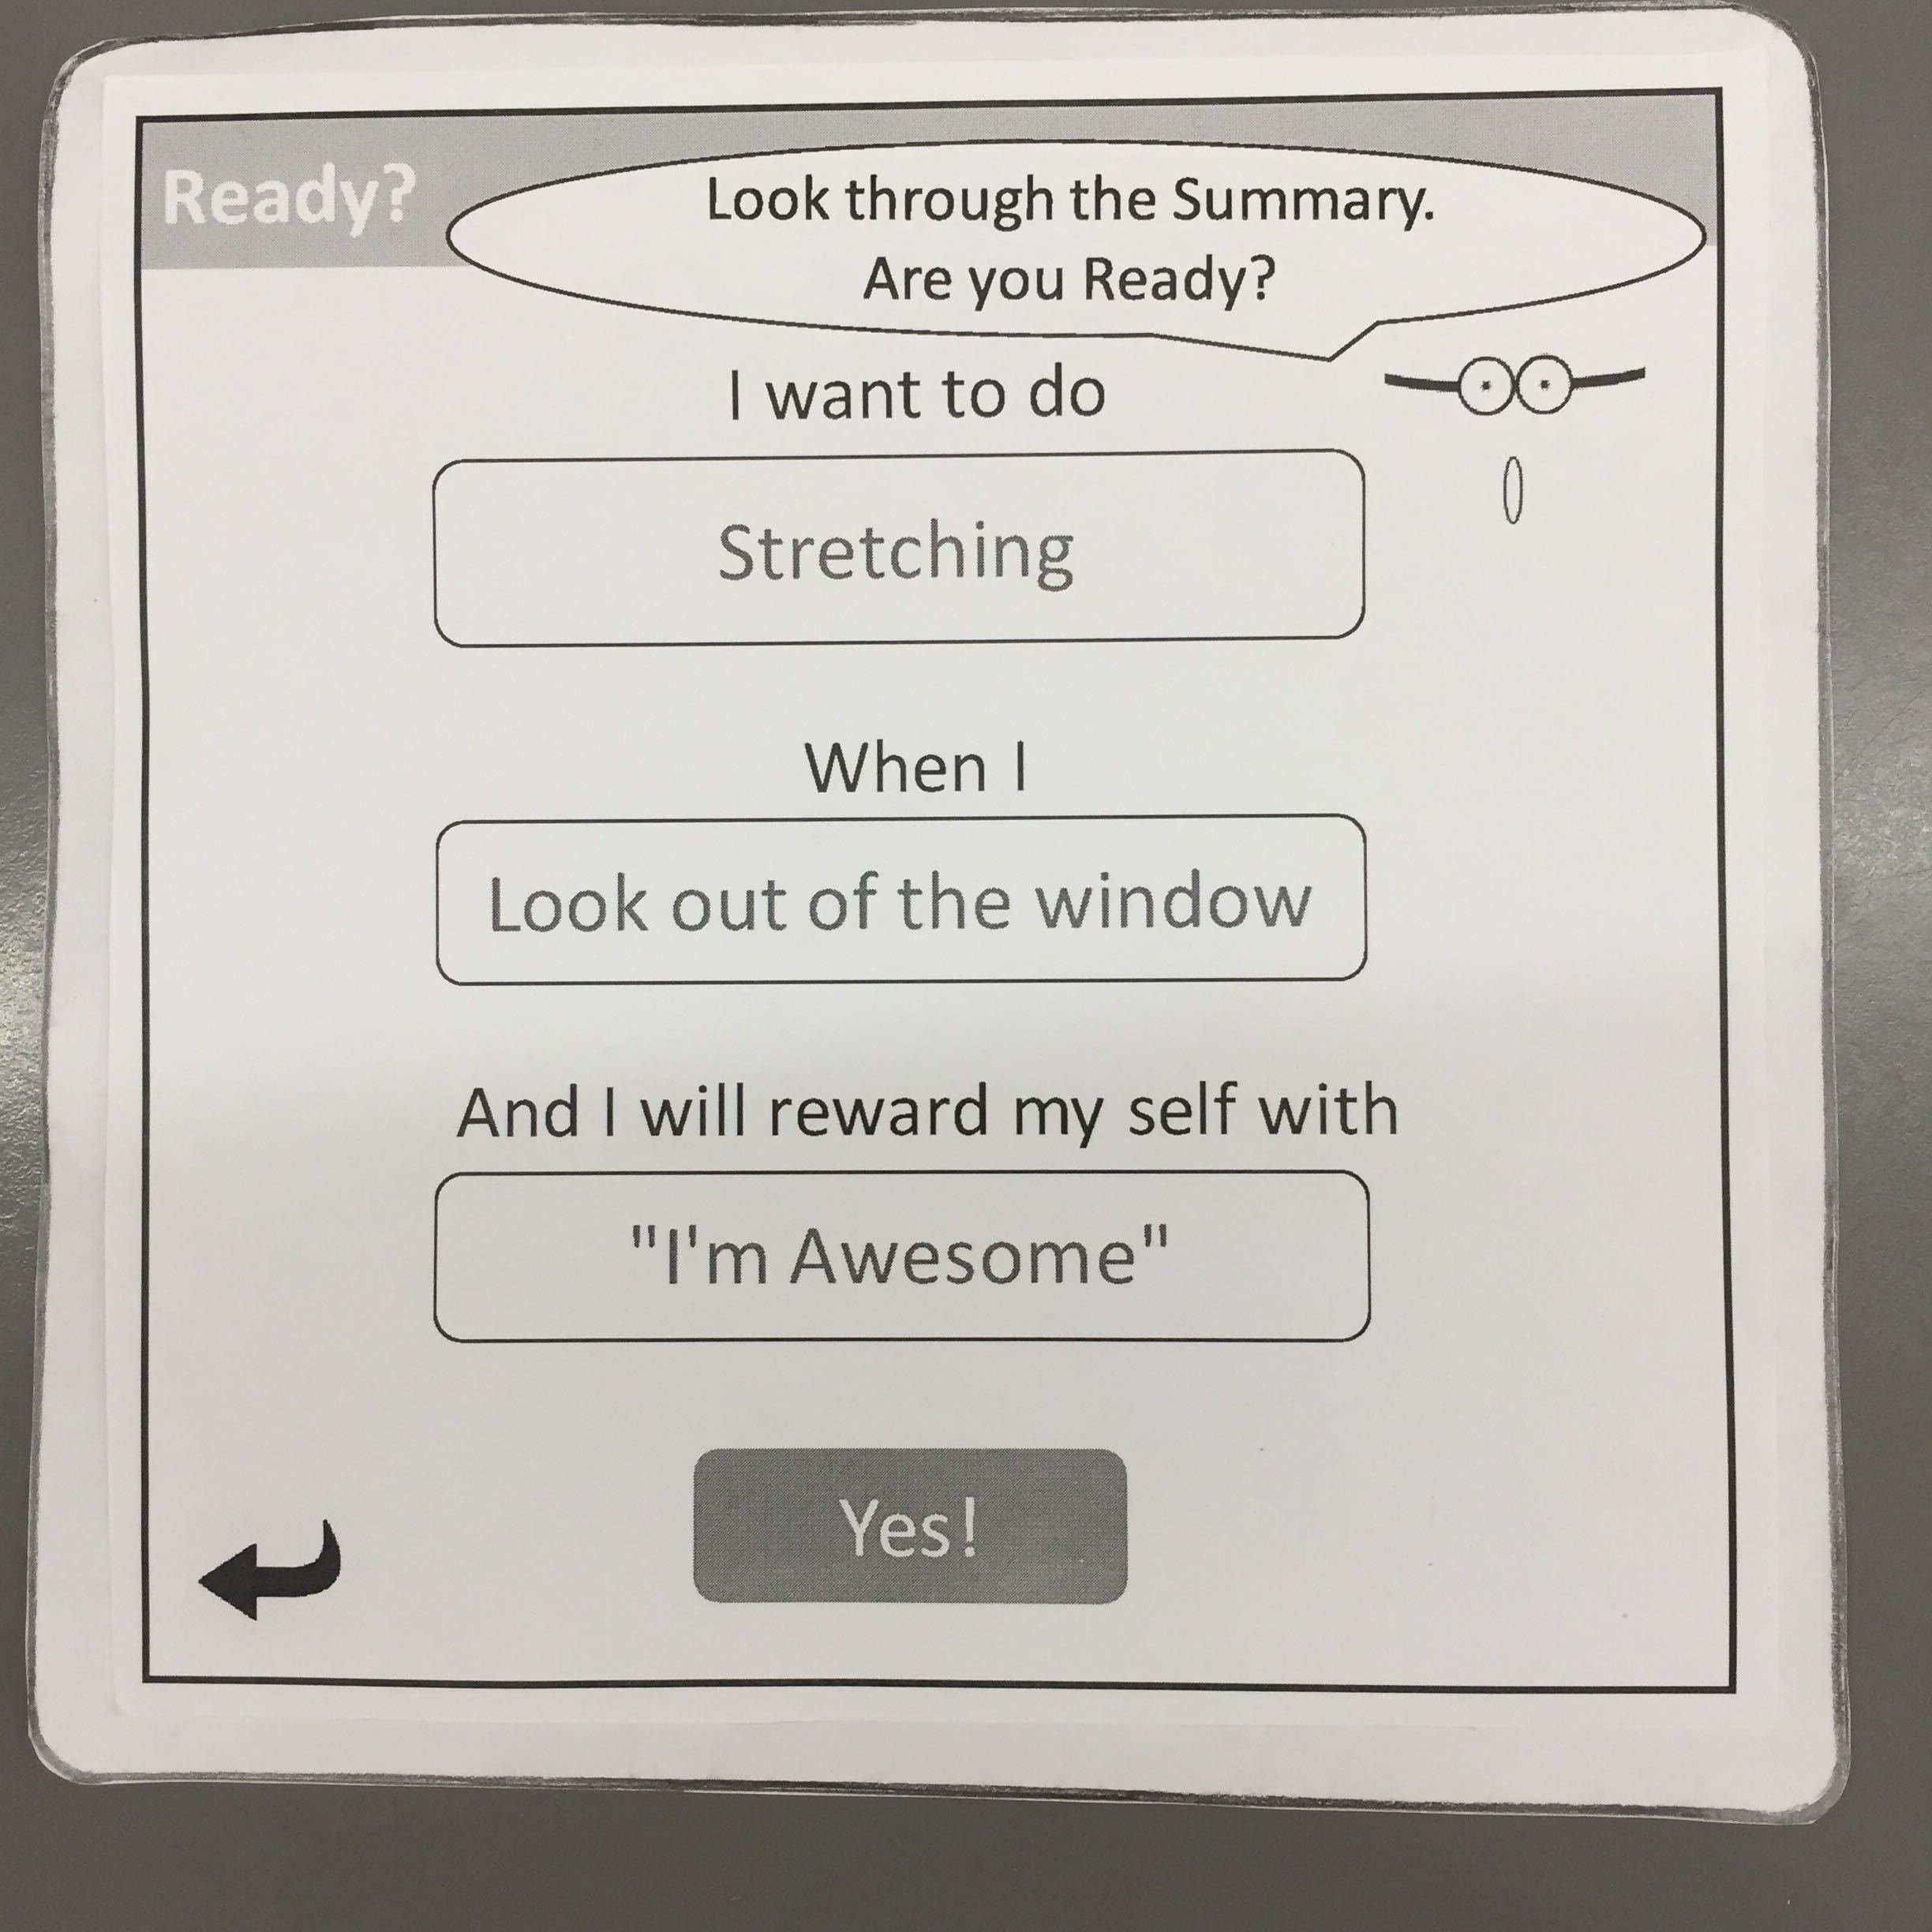 Ready?
Look through the Summary.
Are you Ready?
I want to do
Stretching
When I
Look out of the window
And I will reward my self with
"I'm Awesome"
Yes!